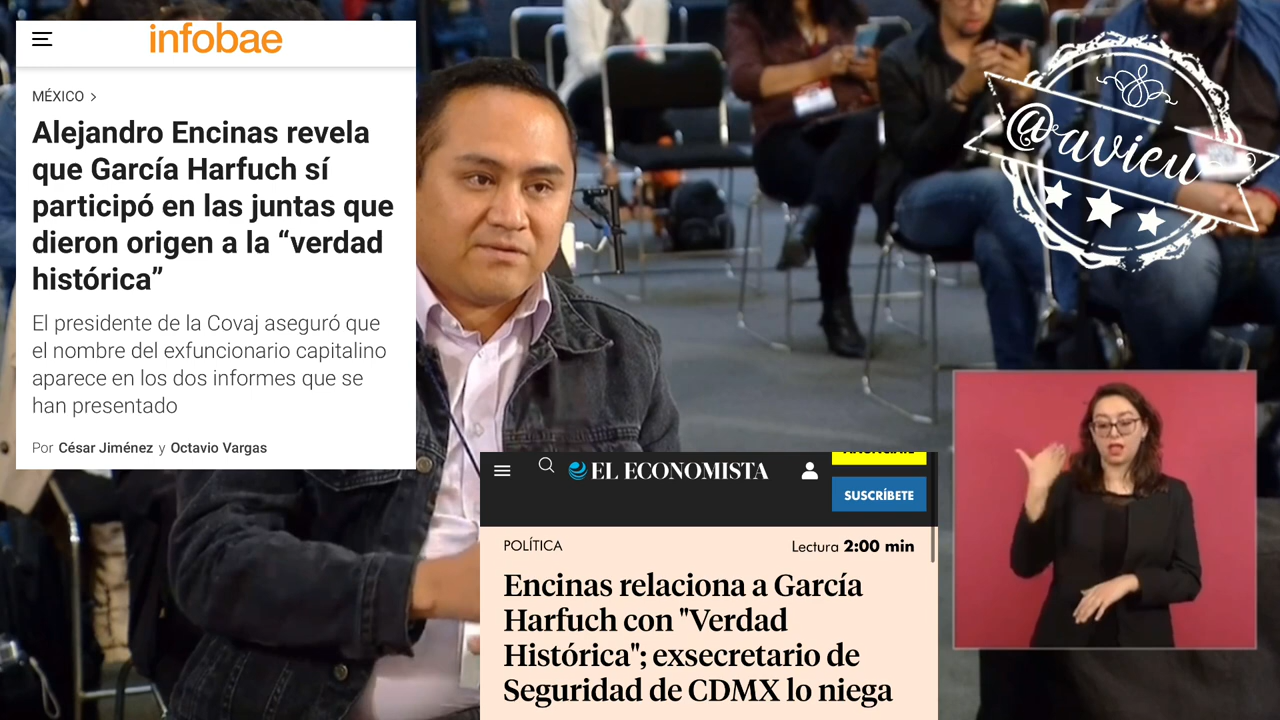 infobae
MÉXICO >
Alejandro Encinas revela
que García Harfuch sí
participó en las juntas que
dieron origen a la “verdad
histórica”
El presidente de la Covaj aseguró que
el nombre del exfuncionario capitalino
aparece en los dos informes que se
han presentado
Por César Jiménez y Octavio Vargas
@avieu
EL ECONOMISTA
SUSCRÍBETE
POLÍTICA
Lectura 2:00 min
Encinas relaciona a García
Harfuch con "Verdad
Histórica"; exsecretario de
Seguridad de CDMX lo niega